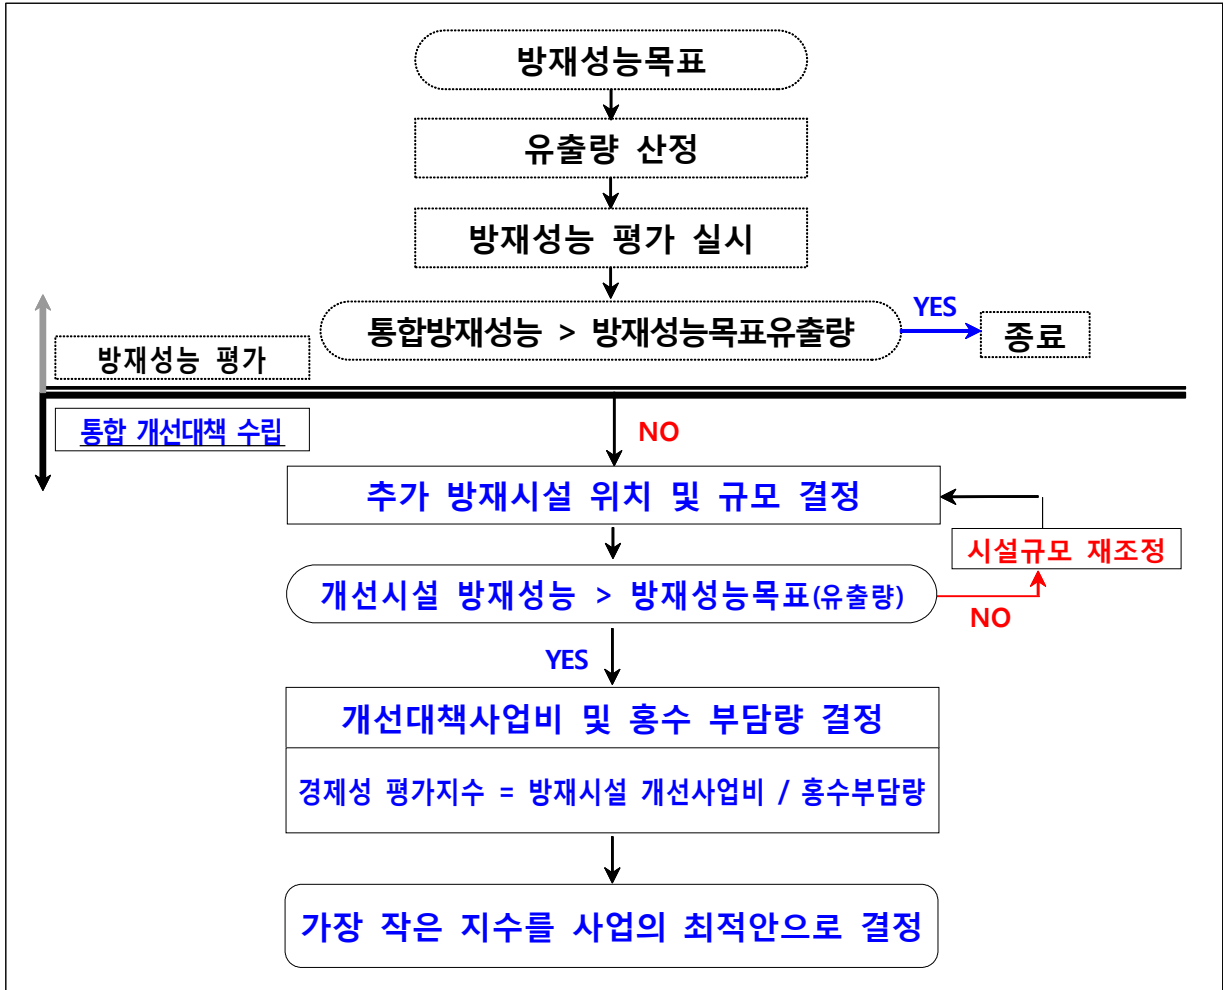 방재성능목표
유출량 산정
방재성능 평가 실시
통합방재성능 > 방재성능목표유출량
YES
종료
방재성능 평가
통합 개선대책 수립
NO
추가 방재시설 위치 및 규모 결정
시설규모 재조정
개선시설 방재성능 > 방재성능목표(유출량)
NO
YES
개선대책사업비 및 홍수 부담량 결정
경제성 평가지수 = 방재시설 개선사업비 / 홍수부담량
가장 작은 지수를 사업의 최적안으로 결정